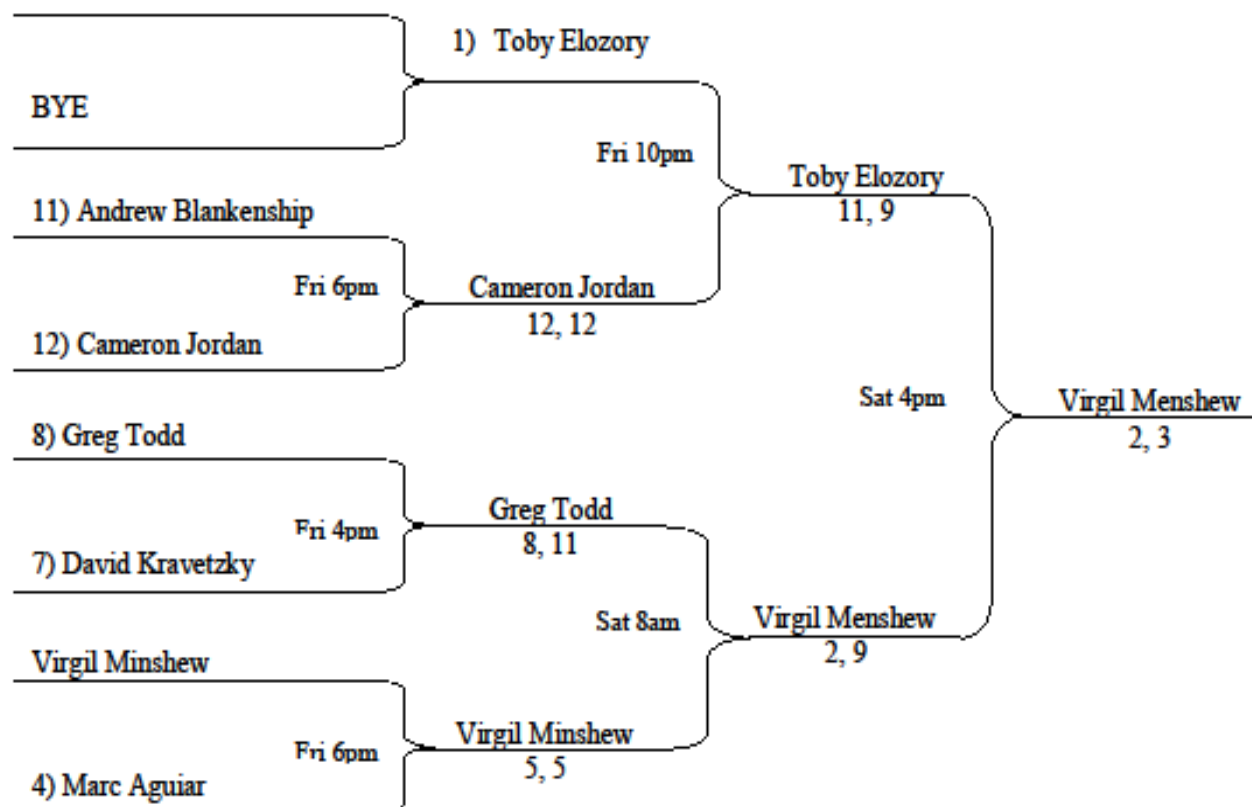 1) Toby Elozory
BYE
Fri 10pm
Toby Elozory
11, 9
11) Andrew Blankenship
Fri 6pm
Cameron Jordan
12, 12
12) Cameron Jordan
Sat 4pm
Virgil Menshew
2, 3
8) Greg Todd
Fri 4pm
Greg Todd
8, 11
7) David Kravetzky
Sat 8am
Virgil Menshew
2, 9
Virgil Minshew
Fri 6pm
Virgil Minshew
5, 5
4) Marc Aguiar